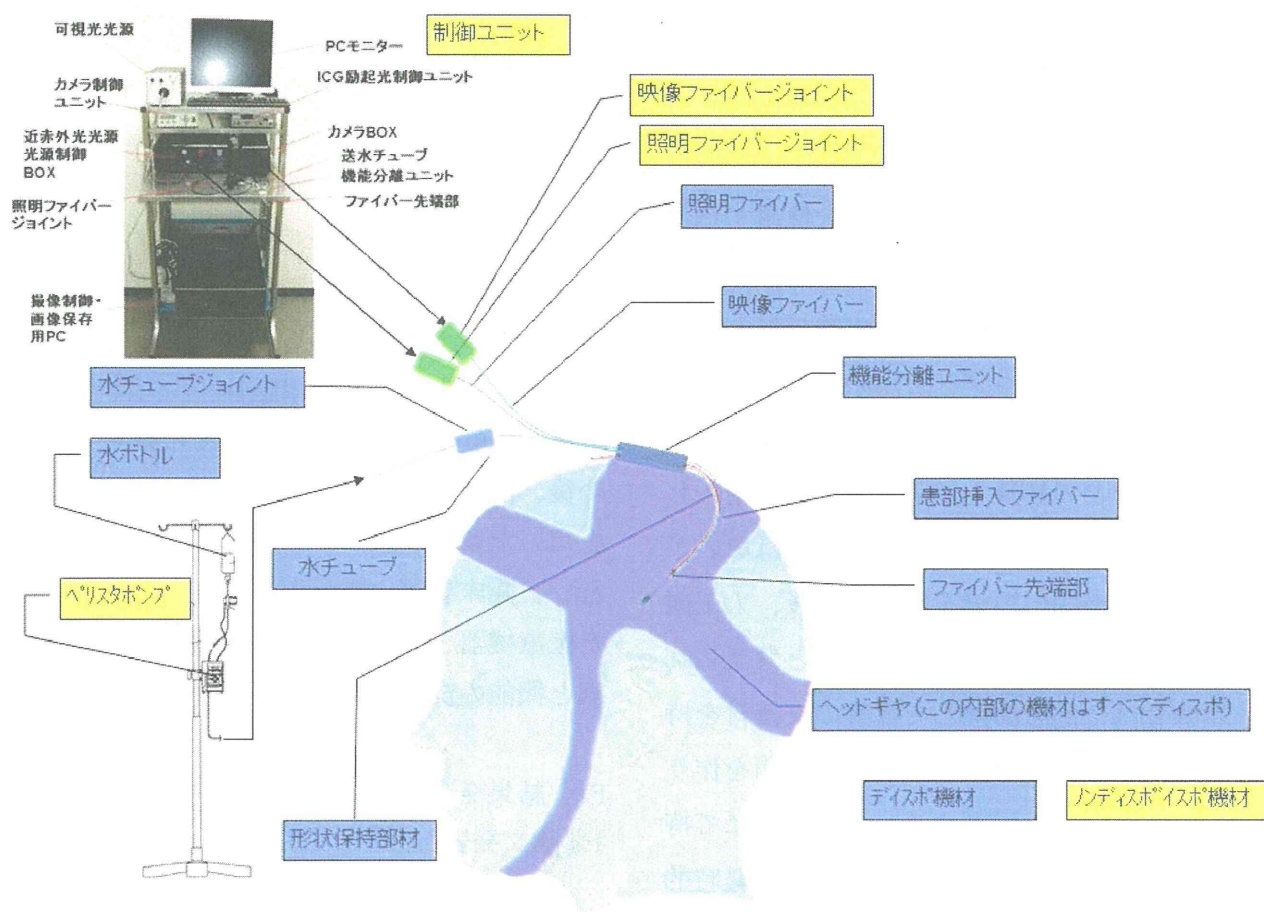 可視光光源
PCモニター
制御ユニット
カメラ制御
ユニット
ICG励起光制御ユニット
映像ファイバージョイント
近赤外光光源
光源制御
BOX
カメラBOX
送水チューブ
機能分離ユニット
照明ファイバージョイント
照明ファイバー
ジョイント
ファイバー先端部
照明ファイバー
撮像制御・
画像保存
用PC
映像ファイバー
水チューブジョイント
機能分離ユニット
水ボトル
患部挿入ファイバー
水チューブ
ファイバー先端部
ペリスタポンプ
ヘッドギヤ(この内部の機材はすべてディスポ)
ディスポ機材
ノンディスポイスポ機材
形状保持部材